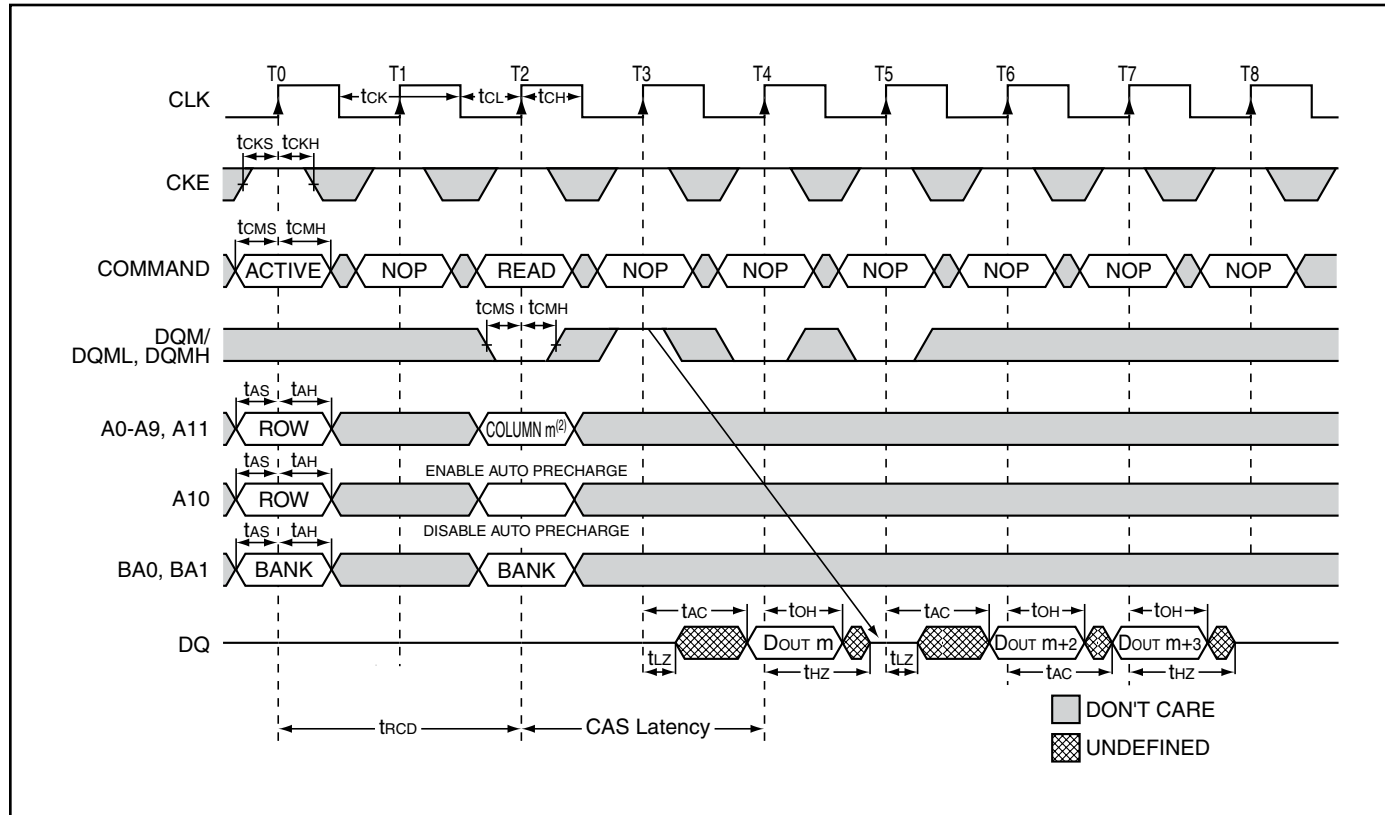 T0 T1 T2 T3 T4 T5 T6 T7 T8
CLK
tCK tCL tCH
tCKS tCKH
CKE
tCMS tCMH
COMMAND ACTIVE NOP READ NOP NOP NOP NOP NOP NOP
tCMS tCMH
DQM/
DQML, DQMH
tAS tAH
A0-A9, A11 ROW COLUMN m(2)
tAS tAH ENABLE AUTO PRECHARGE
A10 ROW
tAS tAH DISABLE AUTO PRECHARGE
BA0, BA1 BANK BANK
tAC tOH tAC tOH tOH
DQ DOUT m DOUT m+2 DOUT m+3
tLZ tHZ tLZ tAC tHZ
tRCD CAS Latency
DON'T CARE
UNDEFINED